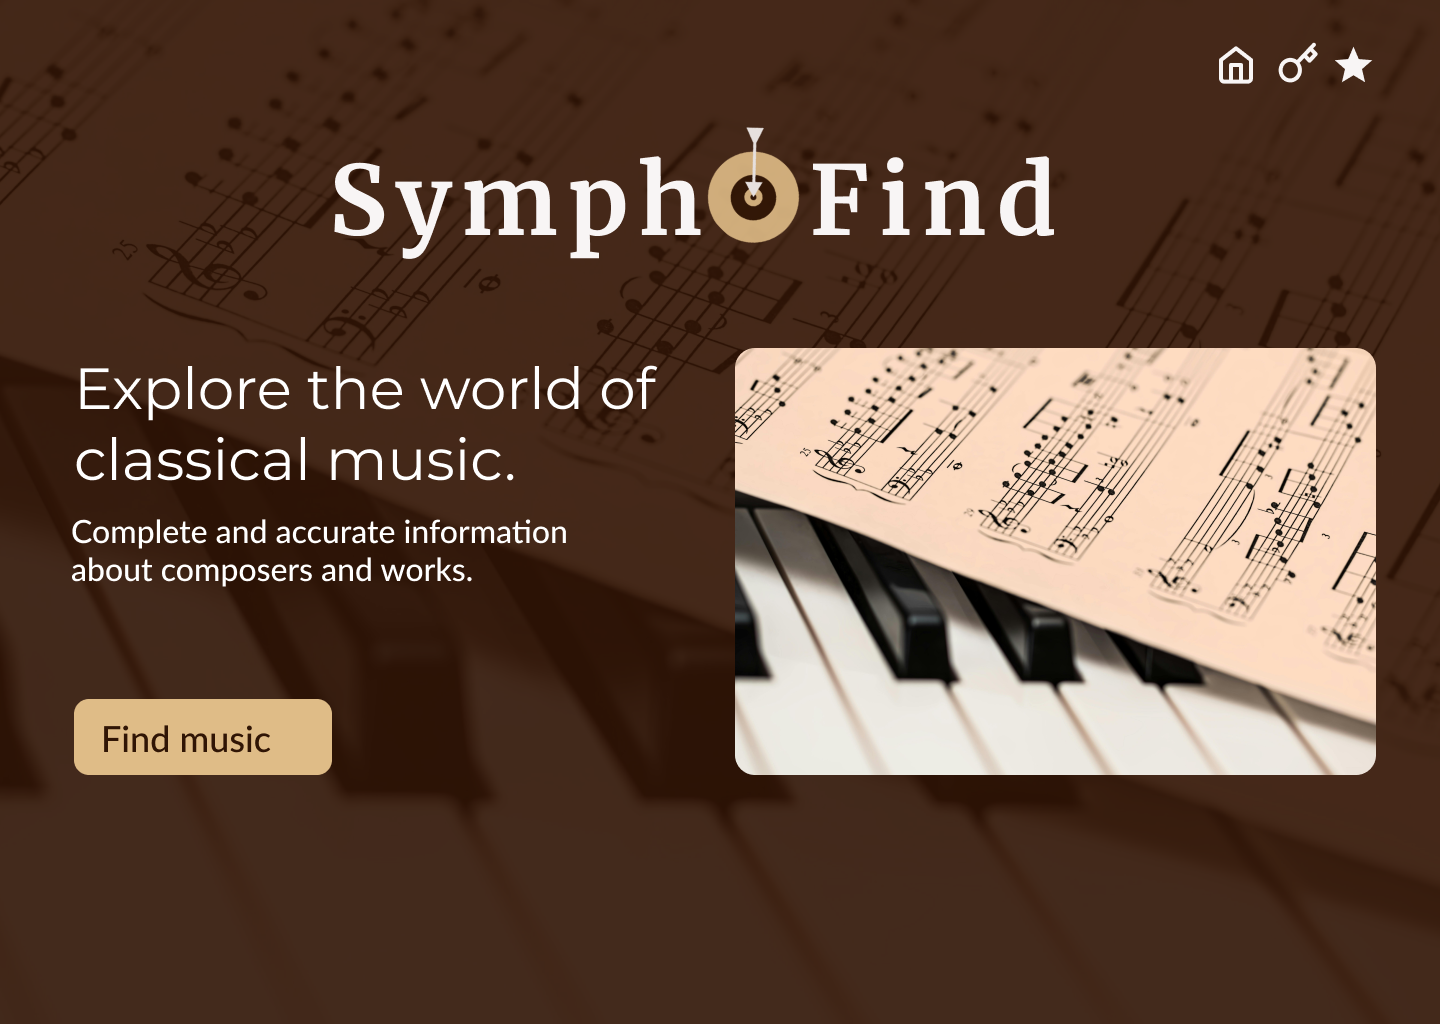 SymphoFind
Explore the world of
classical music.
Complete and accurate information
about composers and works.
Find music